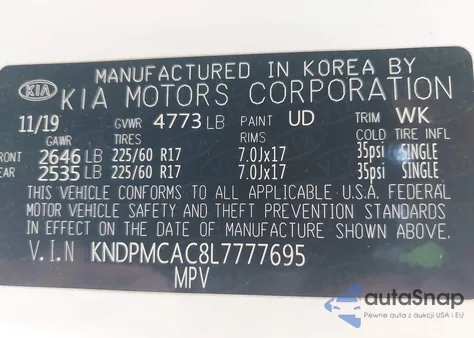 MANUFACTURED IN KOREA BY
KIA KIA MOTORS CORPORATION
11/19 GVWR 4773 LB PAINT UD TRIM WK
GAWR TIRES RIMS COLD TIRE INFL
FRONT 2646 LB 225/60 R17 7.0Jx17 35psi SINGLE
REAR 2535 LB 225/60 R17 7.0Jx17 35psi SINGLE
THIS VEHICLE CONFORMS TO ALL APPLICABLE U.S.A. FEDERAL
MOTOR VEHICLE SAFETY AND THEFT PREVENTION STANDARDS
IN EFFECT ON THE DATE OF MANUFACTURE SHOWN ABOVE.
V.I.N KNDPMCAC8L7777695
MPV
autoSnap
Pewne auta z aukcji USA i EU